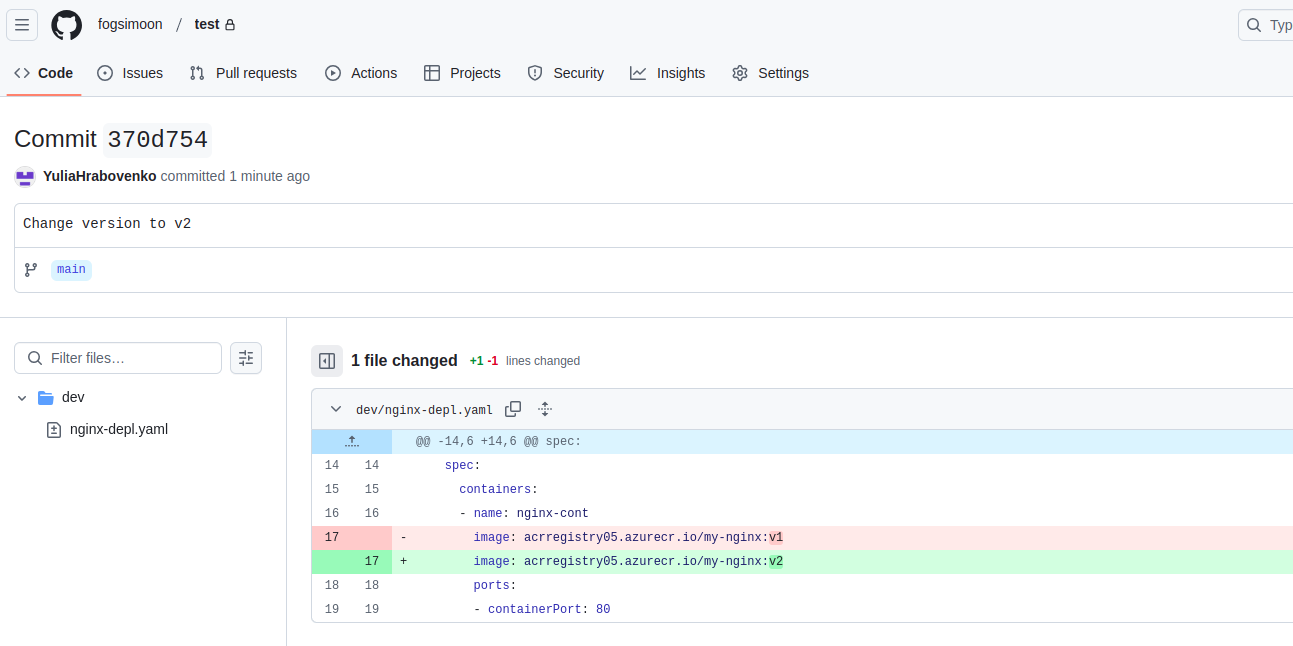 fogsimoon / test
Typ
Code Issues Pull requests Actions Projects Security Insights Settings
Commit 370d754
YuliaHrabovenko committed 1 minute ago
Change version to v2
main
Filter files…
dev
nginx-depl.yaml
1 file changed +1 -1 lines changed
dev/nginx-depl.yaml
@@ -14,6 +14,6 @@ spec:
14 14 spec:
15 15 containers:
16 16 - name: nginx-cont
17 - image: acrregistry05.azurecr.io/my-nginx:v1
17 + image: acrregistry05.azurecr.io/my-nginx:v2
18 18 ports:
19 19 - containerPort: 80